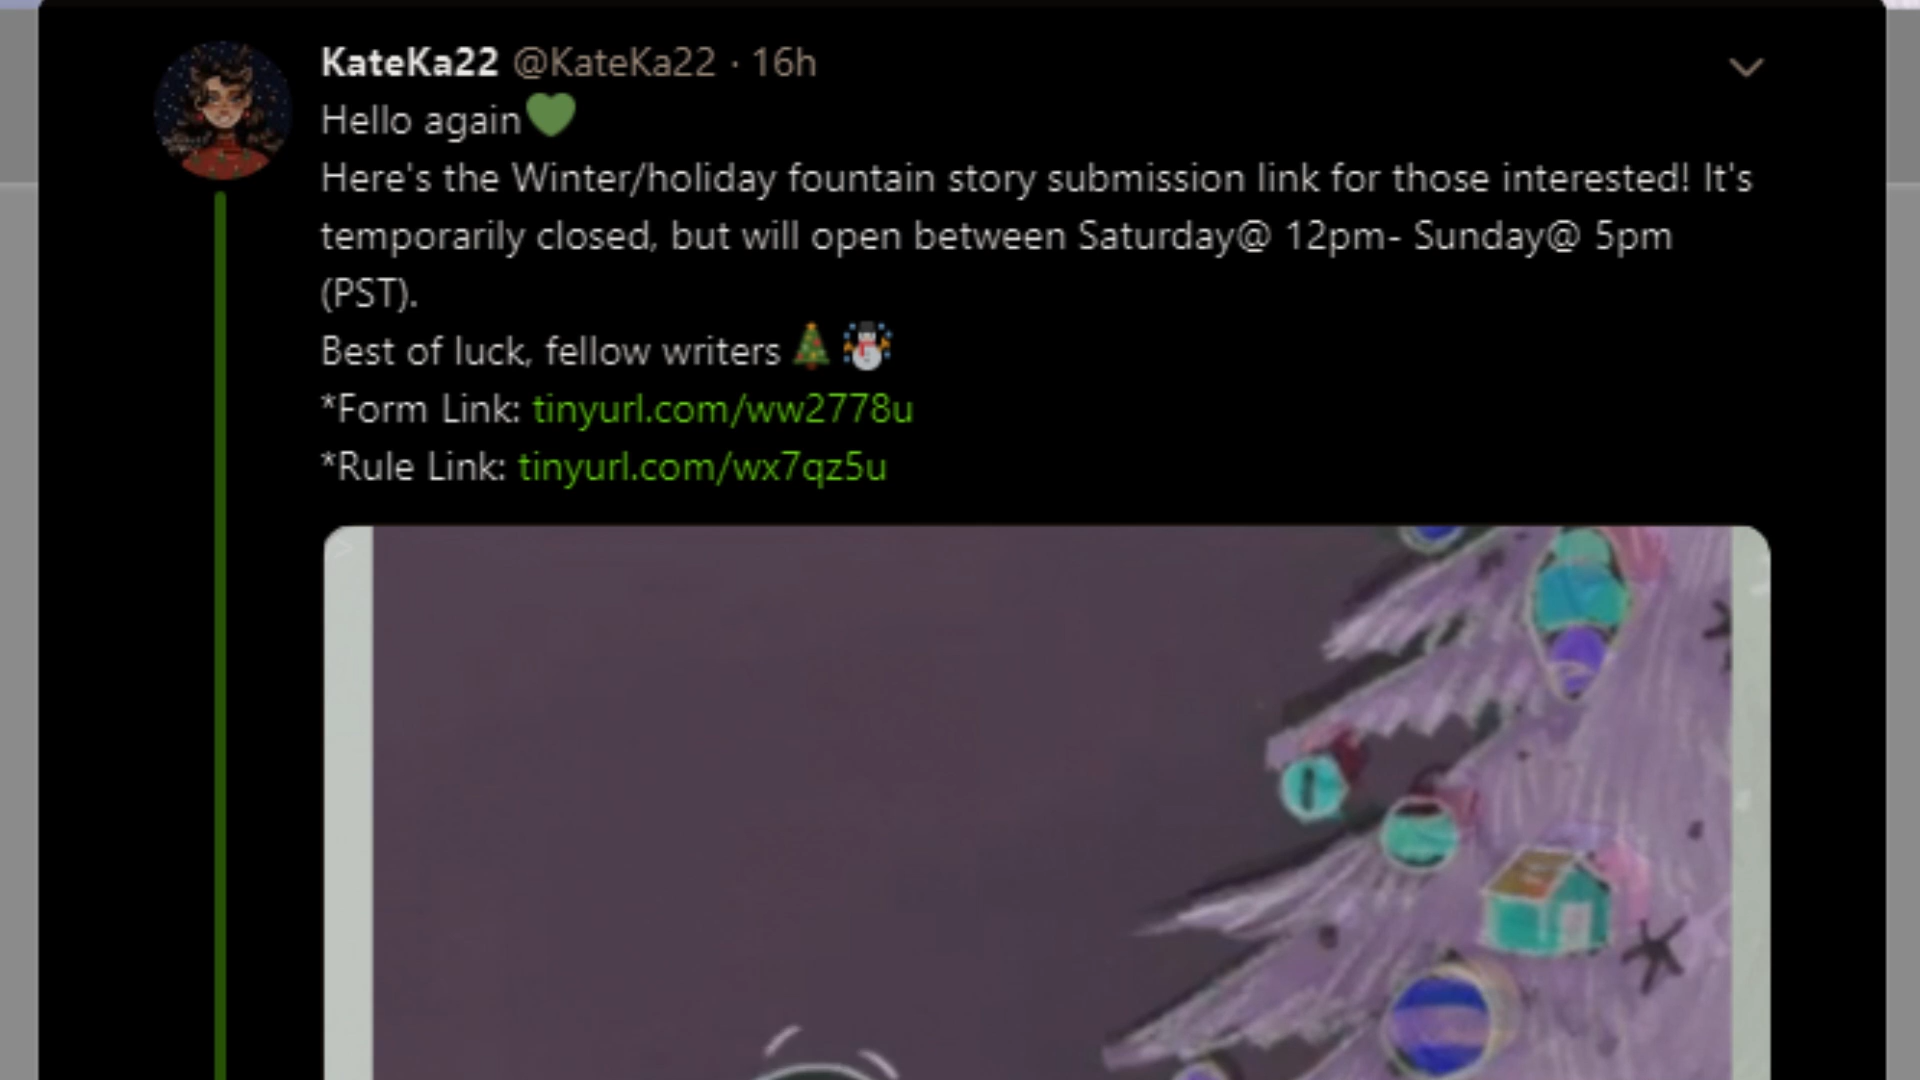 KateKa22 @KateKa22 · 16h
Hello again💚
Here's the Winter/holiday fountain story submission link for those interested! It's
temporarily closed, but will open between Saturday@ 12pm- Sunday@ 5pm
(PST).
Best of luck, fellow writers🎄☃️
*Form Link: tinyurl.com/ww2778u
*Rule Link: tinyurl.com/wx7qz5u